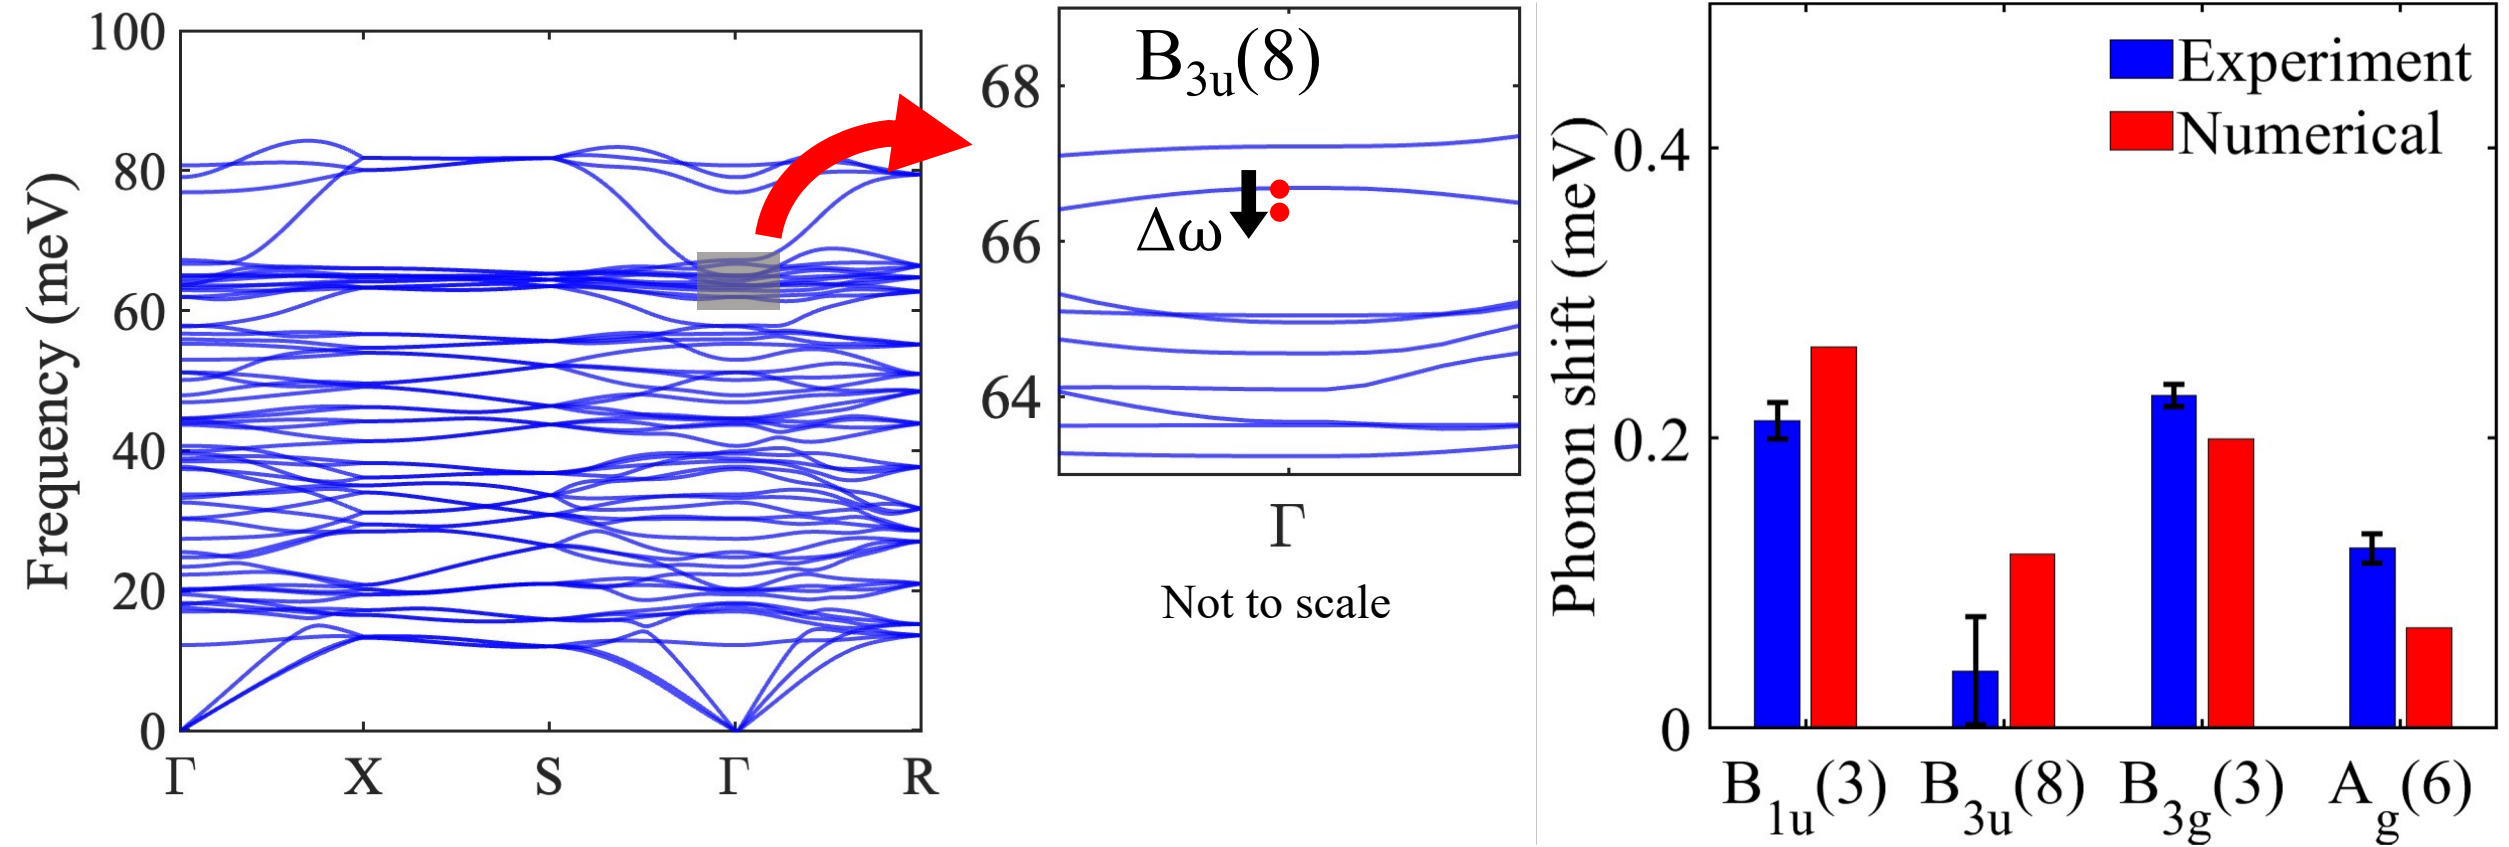 Frequency (meV)
100
80
60
40
20
0
Γ X S Γ R
B3u(8)
68
66
64
Δω
Γ
Not to scale
Phonon shift (meV)
0.4
0.2
0
Experiment
Numerical
B1u(3) B3u(8) B3g(3) Ag(6)